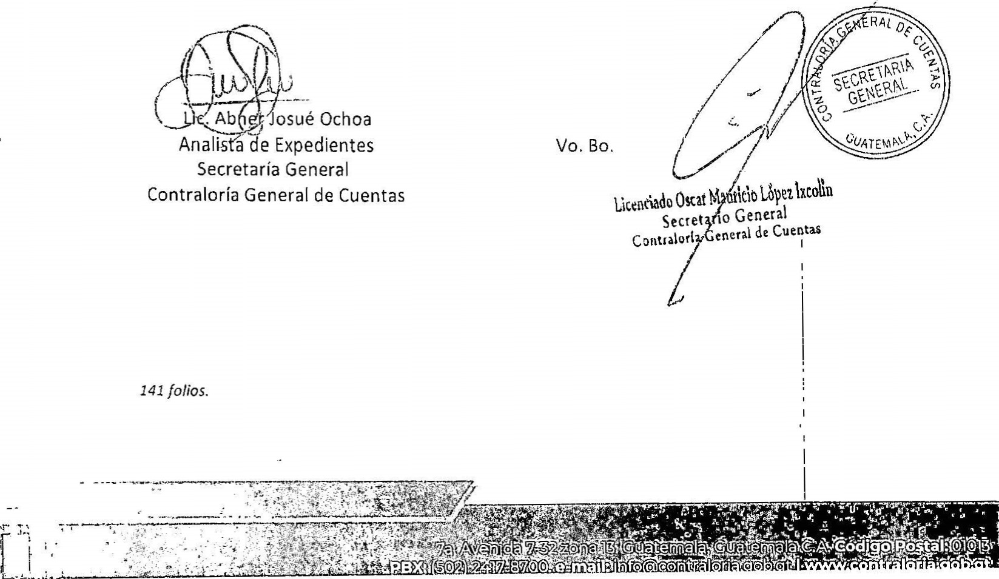 Lic. Abner Josué Ochoa
Analista de Expedientes
Secretaría General
Contraloría General de Cuentas
Vo. Bo.
CONTRALORÍA GENERAL DE CUENTAS
SECRETARIA
GENERAL
GUATEMALA, C.A.
Licenciado Oscar Mauricio López Ixcolin
Secretario General
Contraloría General de Cuentas
141 folios.
7a. Avenida 7-32 zona 13, Guatemala, Guatemala C.A. Código Postal: 01013
PBX: (502) 2417-8700, e-mail: info@contraloria.gob.gt | www.contraloria.gob.gt